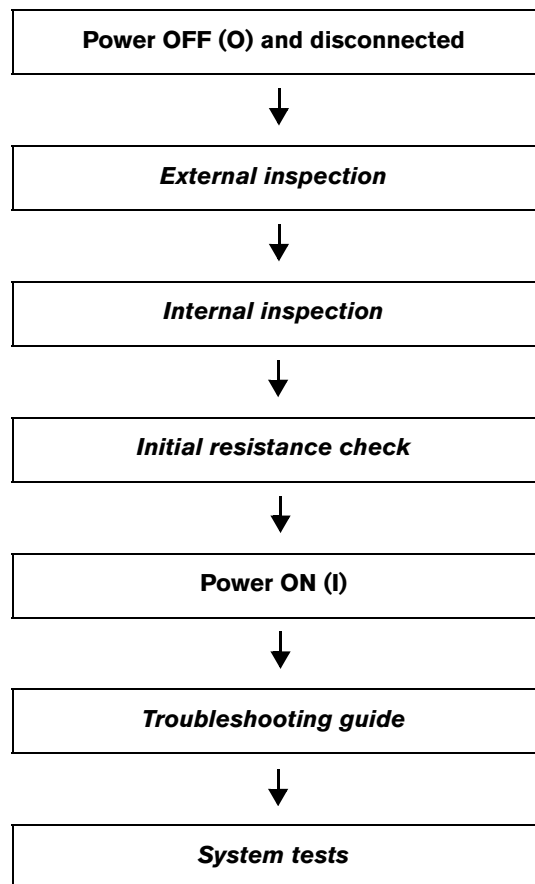 Power OFF (O) and disconnected
External inspection
Internal inspection
Initial resistance check
Power ON (I)
Troubleshooting guide
System tests